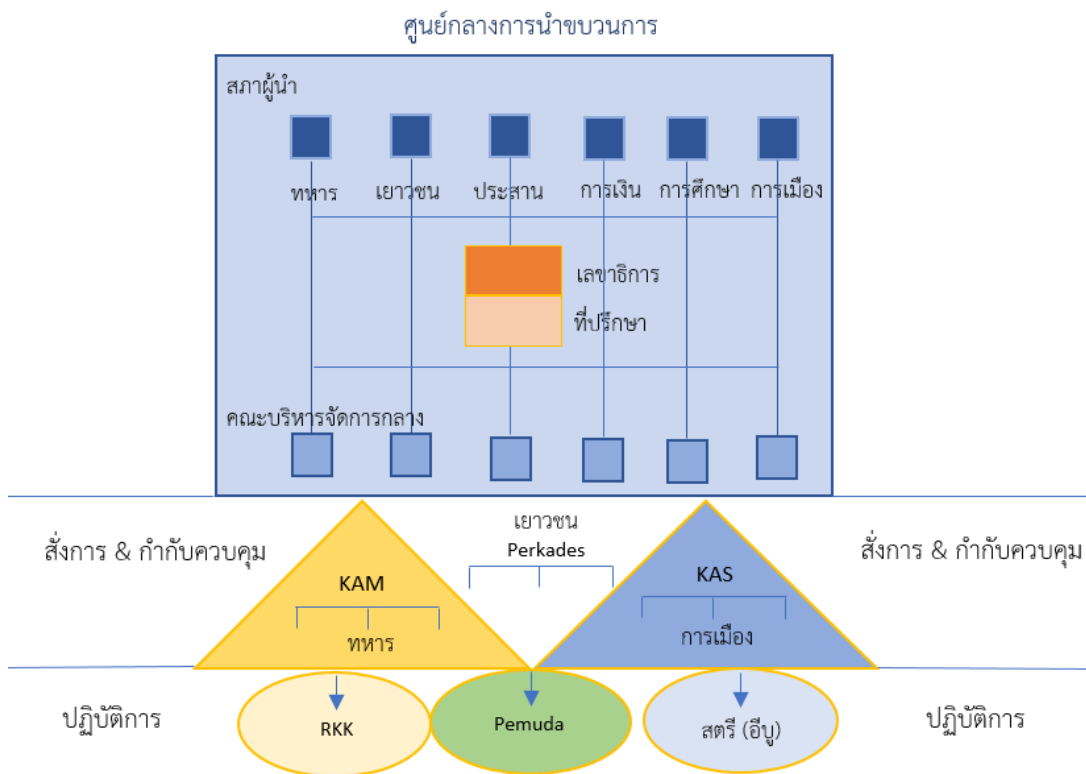 ศูนย์กลางการนำขบวนการ
สภาผู้นำ
ทหาร เยาวชน ประสาน การเงิน การศึกษา การเมือง
เลขาธิการ
ที่ปรึกษา
คณะบริหารจัดการกลาง
สั่งการ & กำกับควบคุม
KAM
ทหาร
เยาวชน
Perkades
KAS
การเมือง
สั่งการ & กำกับควบคุม
ปฏิบัติการ
RKK
Pemuda
สตรี (อีบู)
ปฏิบัติการ